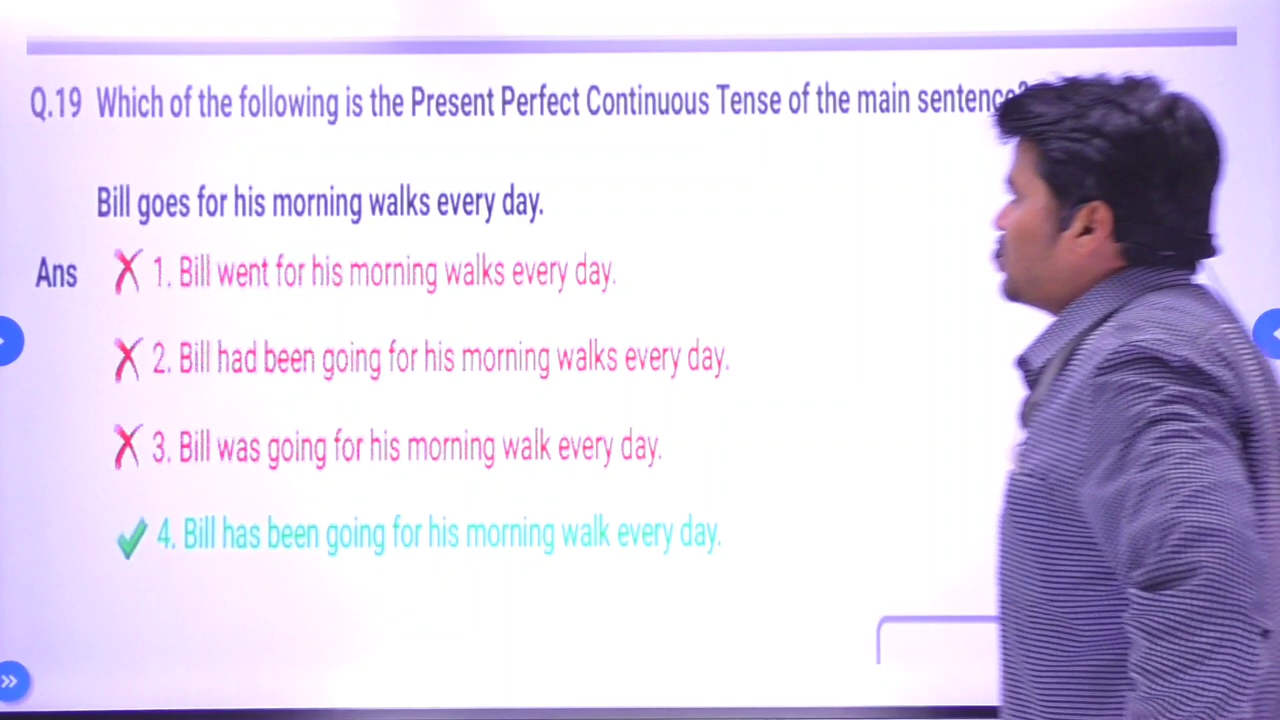 Q.19 Which of the following is the Present Perfect Continuous Tense of the main sentence?
Bill goes for his morning walks every day.
Ans 1. Bill went for his morning walks every day.
2. Bill had been going for his morning walks every day.
3. Bill was going for his morning walk every day.
4. Bill has been going for his morning walk every day.